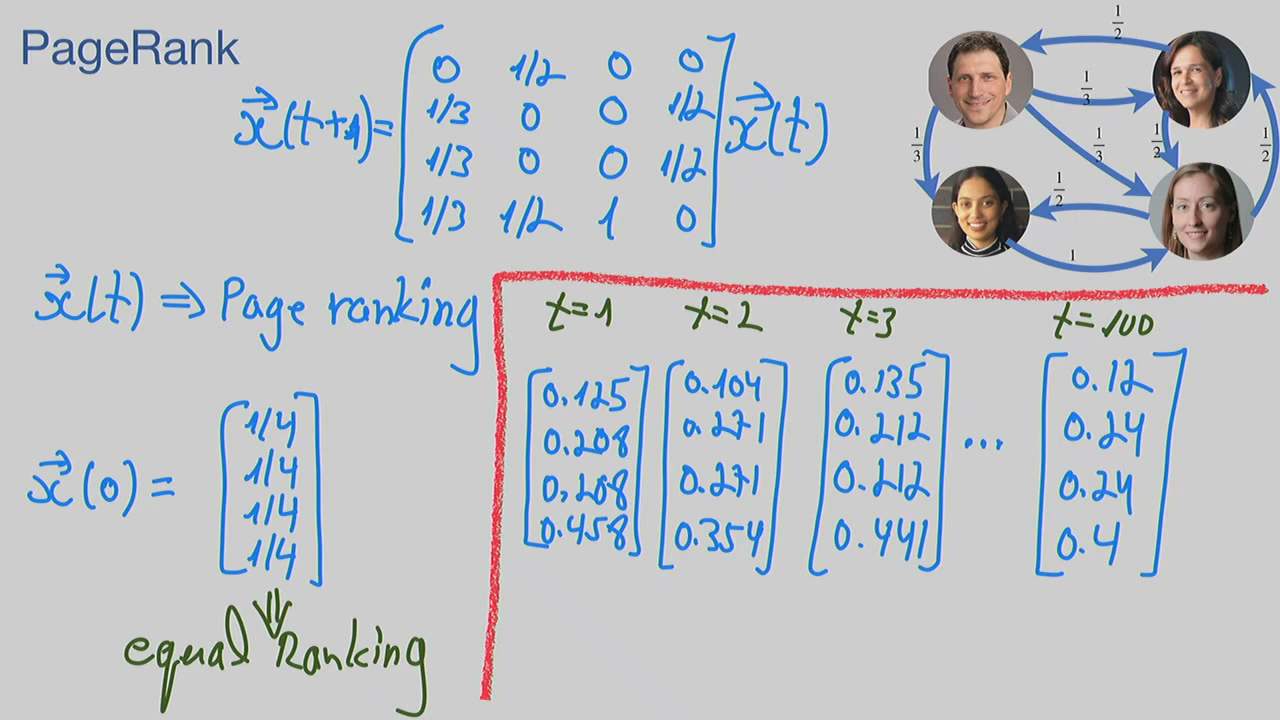 PageRank
x⃗(t+1) = [0 1/2 0 0
1/3 0 0 1/2
1/3 0 0 1/2
1/3 1/2 1 0] x⃗(t)
1/2
1/3
1/3
1/3
1/2
1/2
1/2
1
x⃗(t) ⇒ Page ranking
x⃗(0) = [1/4
1/4
1/4
1/4]
equal Ranking
t=1 t=2 t=3 t=100
0.125 0.104 0.135 0.12
0.208 0.271 0.212 ... 0.24
0.208 0.271 0.212 0.24
0.458 0.354 0.441 0.4